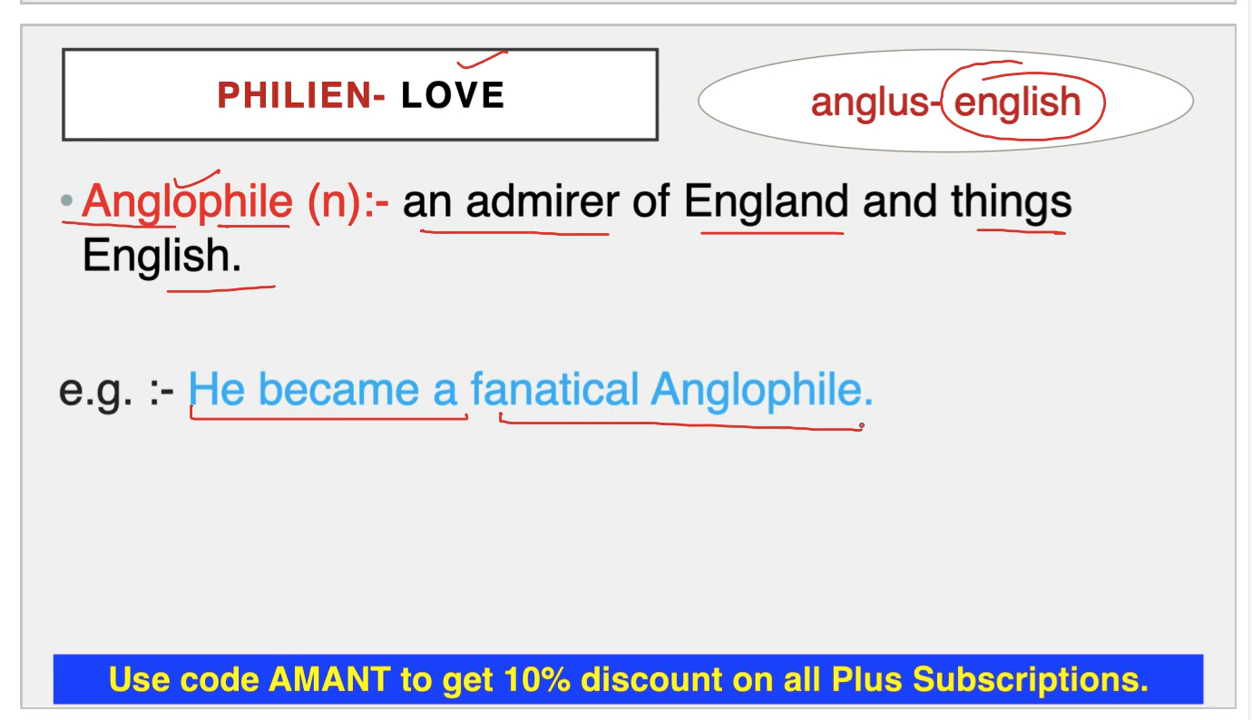 PHILIEN- LOVE
anglus- english
• Anglophile (n):- an admirer of England and things
English.
e.g. :- He became a fanatical Anglophile.
Use code AMANT to get 10% discount on all Plus Subscriptions.